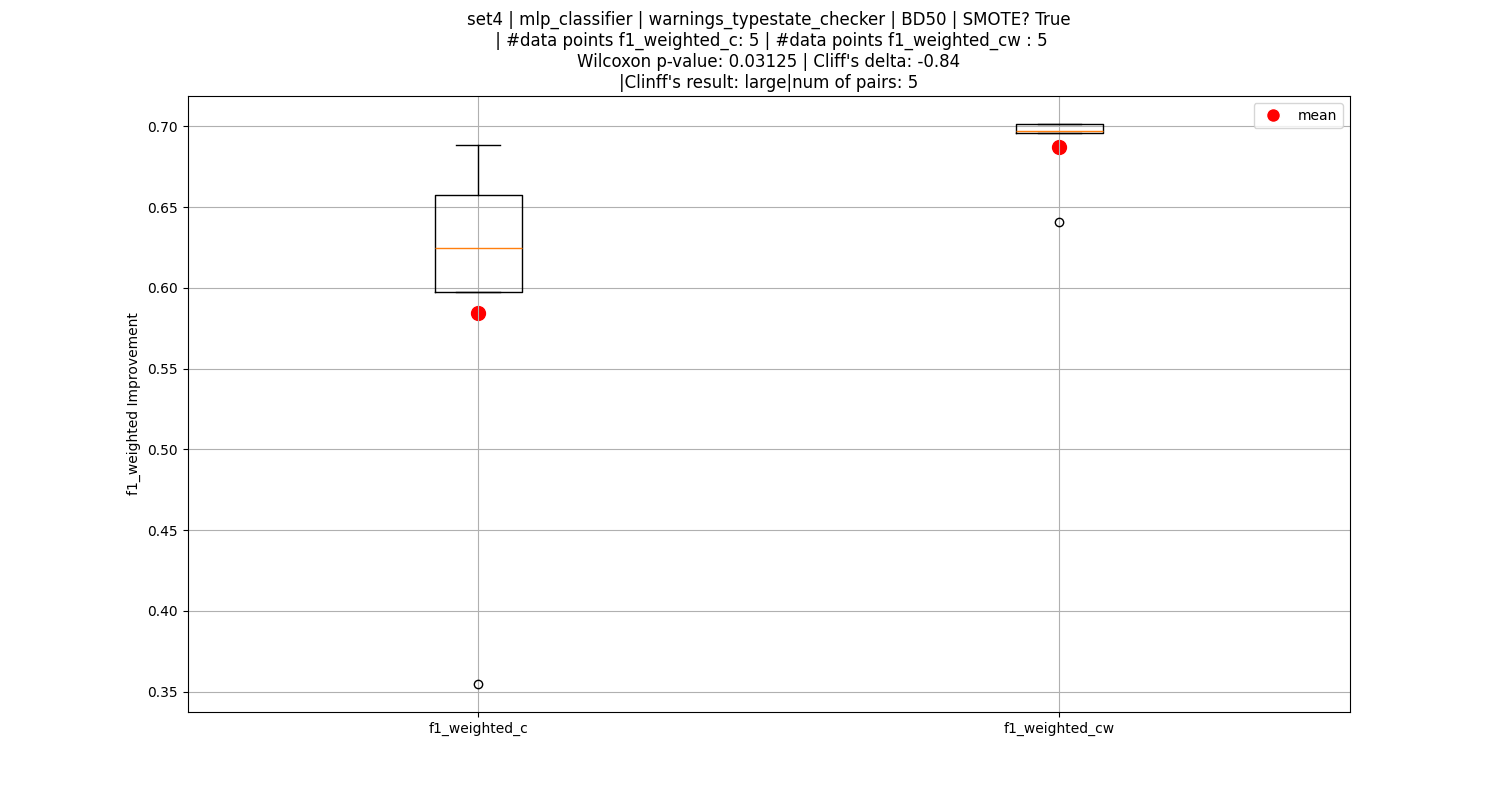 set4 | mlp_classifier | warnings_typestate_checker | BD50 | SMOTE? True
| #data points f1_weighted_c: 5 | #data points f1_weighted_cw : 5
Wilcoxon p-value: 0.03125 | Cliff's delta: -0.84
|Clinff's result: large|num of pairs: 5
mean
0.70
0.65
0.60
0.55
0.50
0.45
0.40
0.35
f1_weighted Improvement
f1_weighted_c
f1_weighted_cw